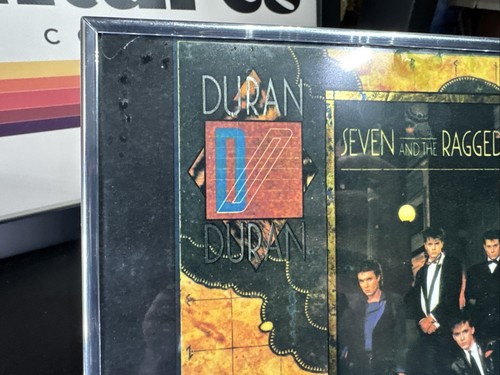 DURAN
DURAN
SEVEN AND THE RAGGED